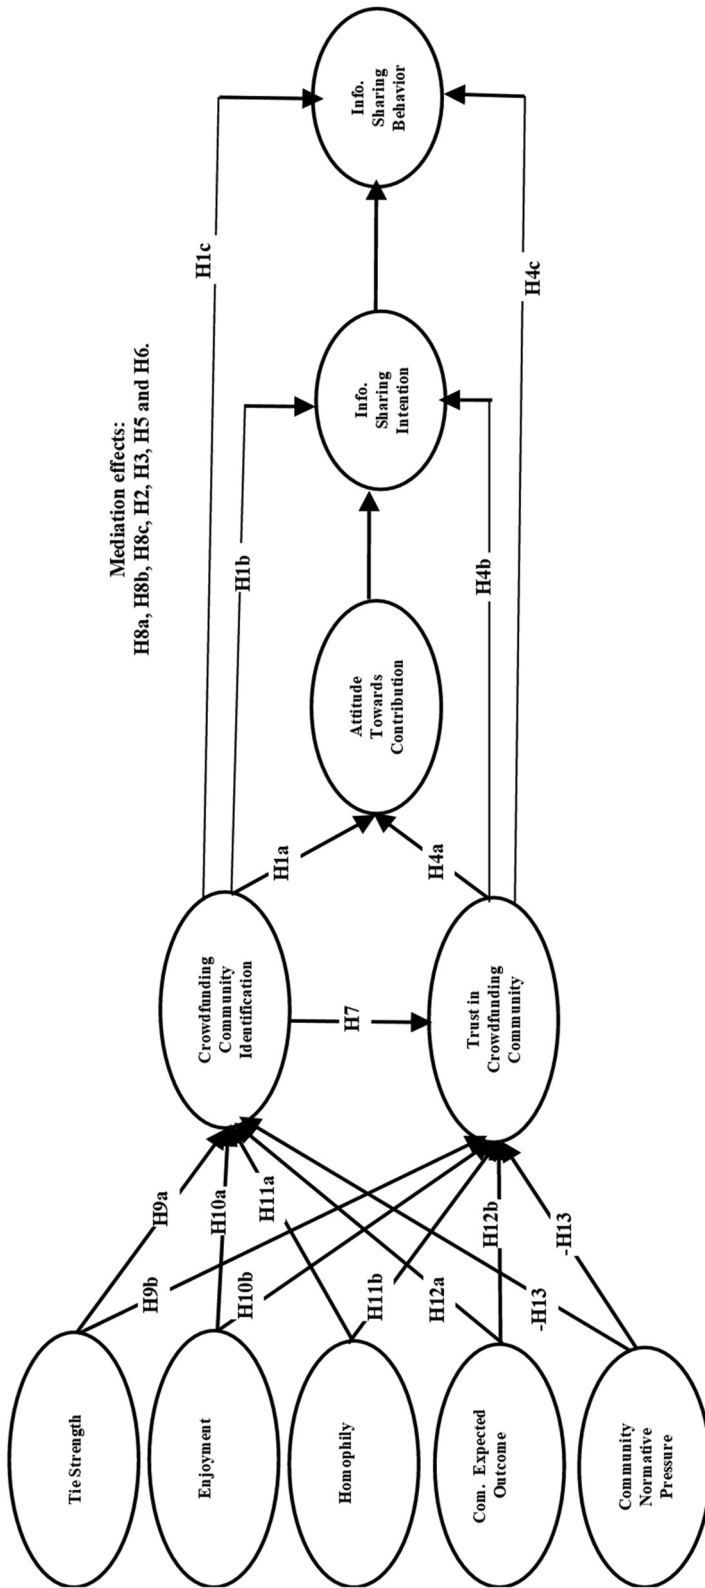 Mediation effects:
H8a, H8b, H8c, H2, H3, H5 and H6.
Tie Strength
Enjoyment
Homophily
Com. Expected
Outcome
Community
Normative
Pressure
H9a
H9b
H10a
H10b
H11a
H11b
H12a
H12b
-H13
-H13
Crowdfunding
Community
Identification
H7
Trust in
Crowdfunding
Community
H1a
H4a
H1b
H4b
H1c
H4c
Attitude
Towards
Contribution
Info.
Sharing
Intention
Info.
Sharing
Behavior